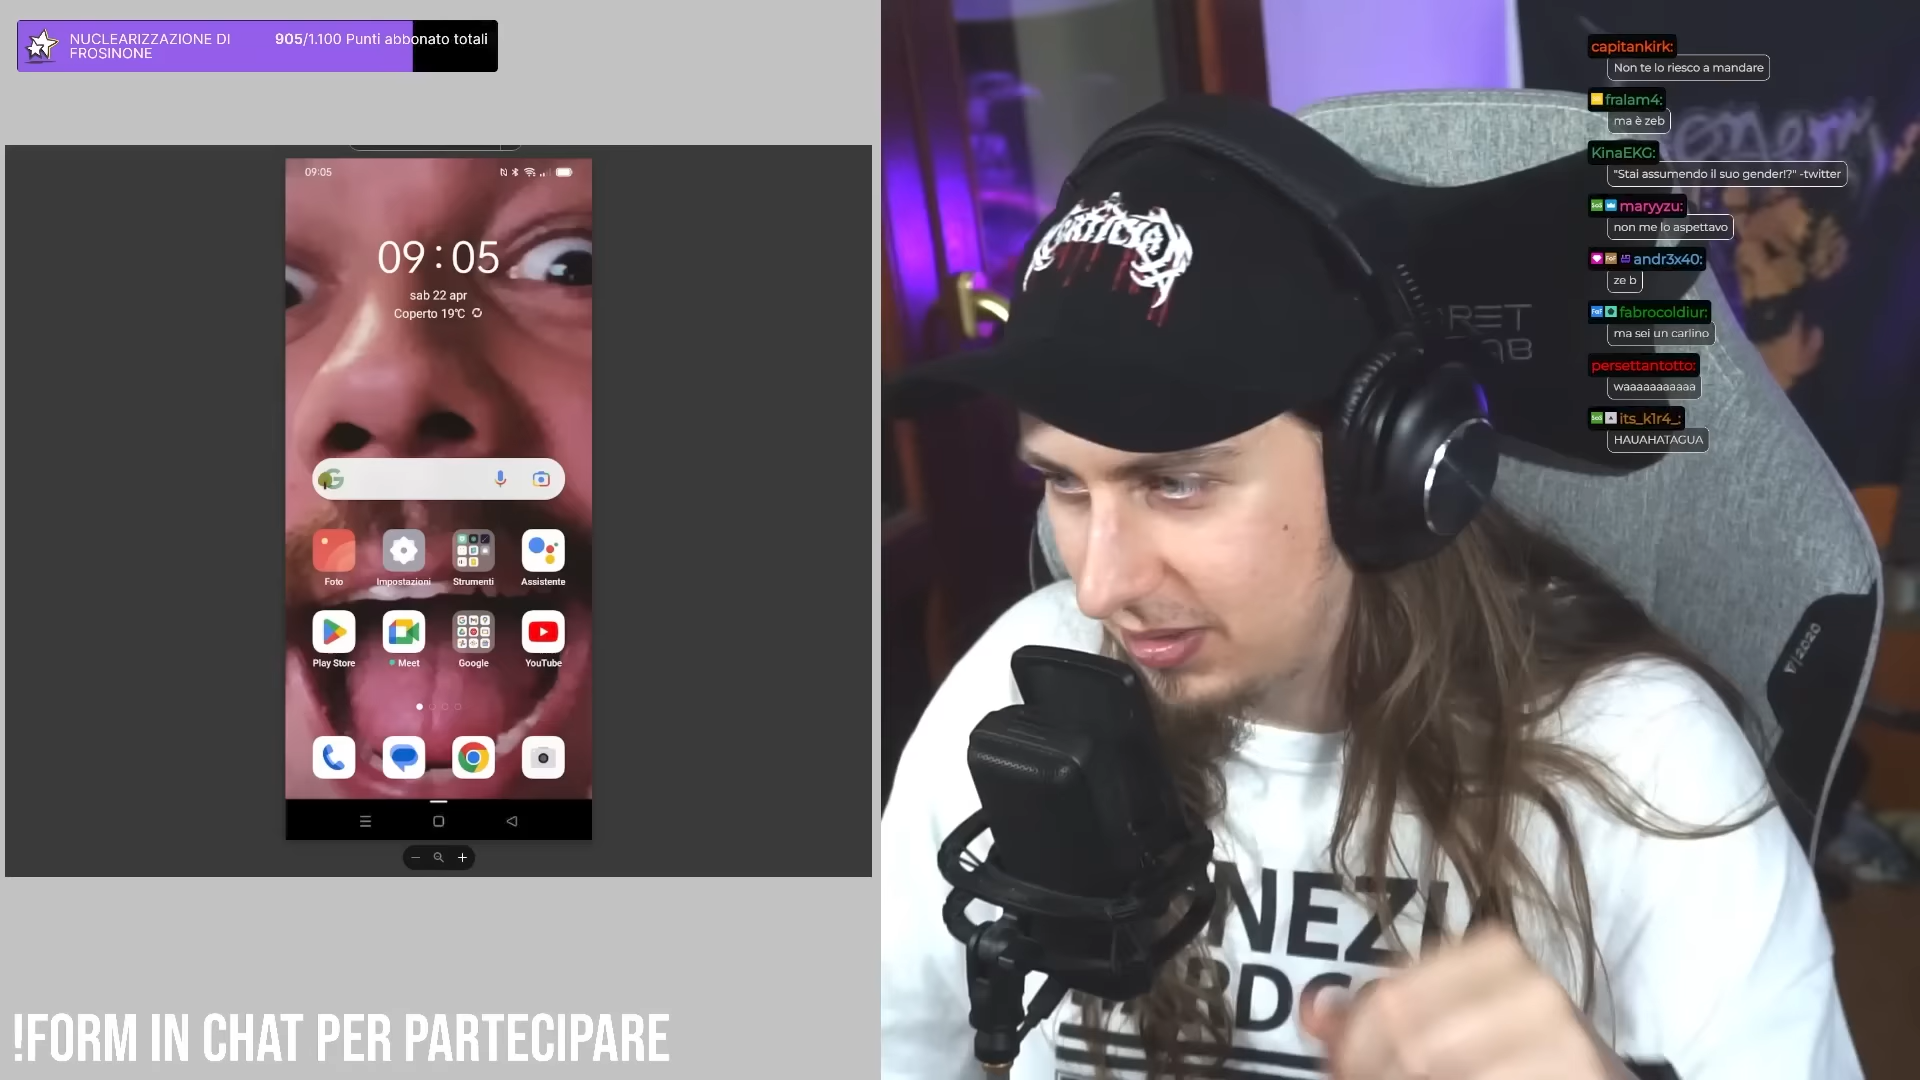 NUCLEARIZZAZIONE DI
FROSINONE
905/1.100 Punti abbonato totali
09:05
09:05
sab 22 apr
Coperto 19°C
Foto
Impostazioni
Strumenti
Assistente
Play Store
Meet
Google
YouTube
!FORM IN CHAT PER PARTECIPARE
capitankirk:
Non te lo riesco a mandare
fralam4:
ma è zeb
KinaEKG:
"Stai assumendo il suo gender!?" -twitter
maryyzu:
non me lo aspettavo
andr3x40:
ze b
fabrocoldiur:
ma sei un carlino
persettantotto:
waaaaaaaaaaa
its_k1r4_:
HAUAHATAGUA
NEZI